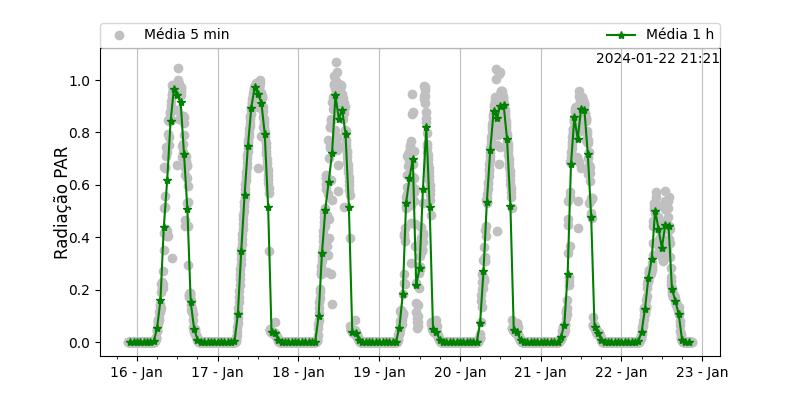 Média 5 min
Média 1 h
2024-01-22 21:21
Radiação PAR
1.0
0.8
0.6
0.4
0.2
0.0
16 - Jan
17 - Jan
18 - Jan
19 - Jan
20 - Jan
21 - Jan
22 - Jan
23 - Jan